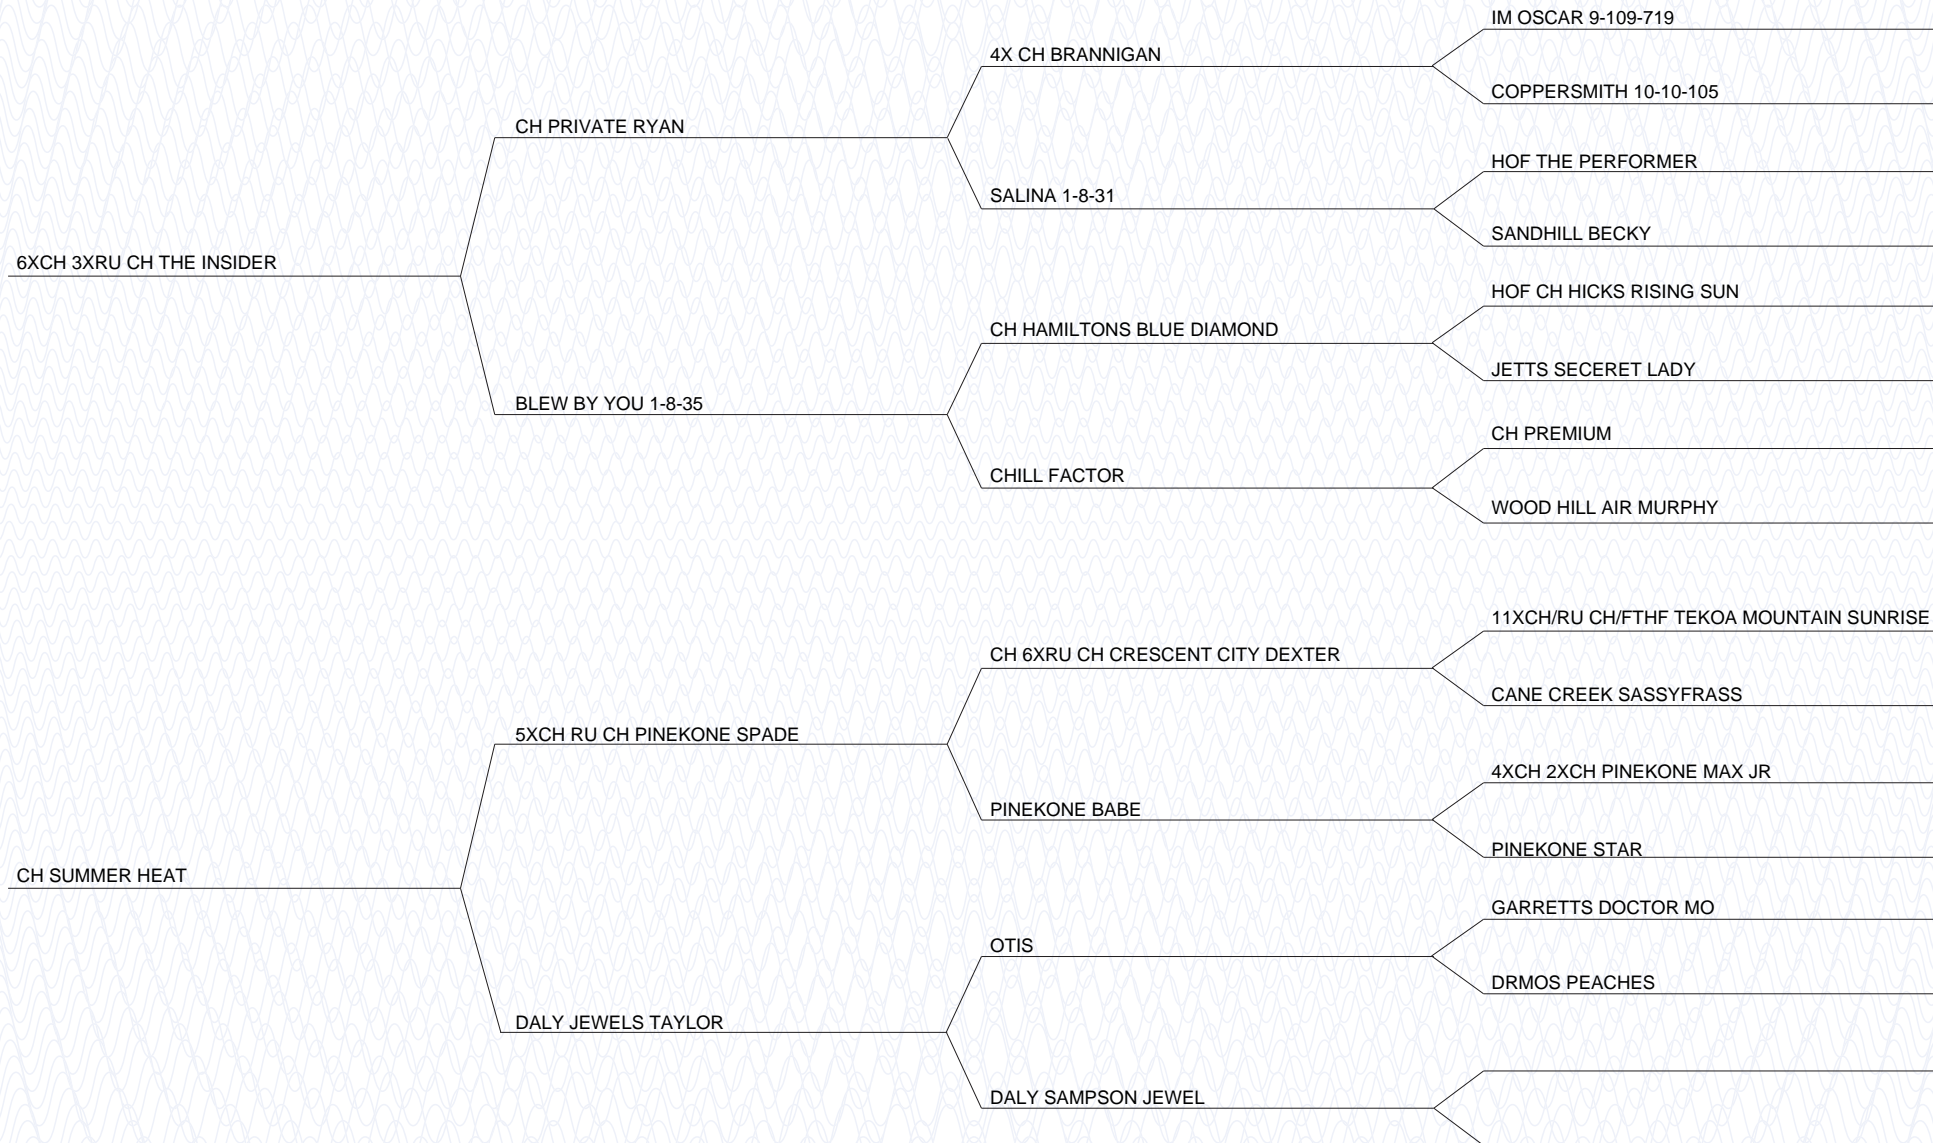 IM OSCAR 9-109-719
4X CH BRANNIGAN
COPPERSMITH 10-10-105
CH PRIVATE RYAN
HOF THE PERFORMER
SALINA 1-8-31
SANDHILL BECKY
6XCH 3XRU CH THE INSIDER
HOF CH HICKS RISING SUN
CH HAMILTONS BLUE DIAMOND
JETTS SECERET LADY
BLEW BY YOU 1-8-35
CH PREMIUM
CHILL FACTOR
WOOD HILL AIR MURPHY
11XCH/RU CH/FTHF TEKOA MOUNTAIN SUNRISE
CH 6XRU CH CRESCENT CITY DEXTER
CANE CREEK SASSYFRASS
5XCH RU CH PINEKONE SPADE
4XCH 2XCH PINEKONE MAX JR
PINEKONE BABE
PINEKONE STAR
CH SUMMER HEAT
GARRETTS DOCTOR MO
OTIS
DRMOS PEACHES
DALY JEWELS TAYLOR
DALY SAMPSON JEWEL